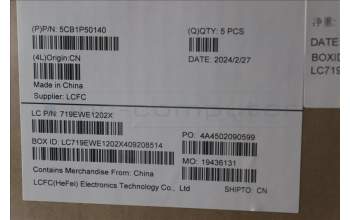 (P)P/N: 5CB1P50140
(Q)QTY: 5 PCS
(4L)Origin:CN
DATE: 2024/2/27
Made in China
Supplier: LCFC
净重:
DATE
BOXID
LC719
LC P/N: 719EWE1202X
PO: 4A4502090599
BOX ID: LC719EWE1202X409208514
MO: 19436131
Contains Merchandise From: China
LCFC(HeFei) Electronics Technology Co., Ltd
SHIPTO: CN